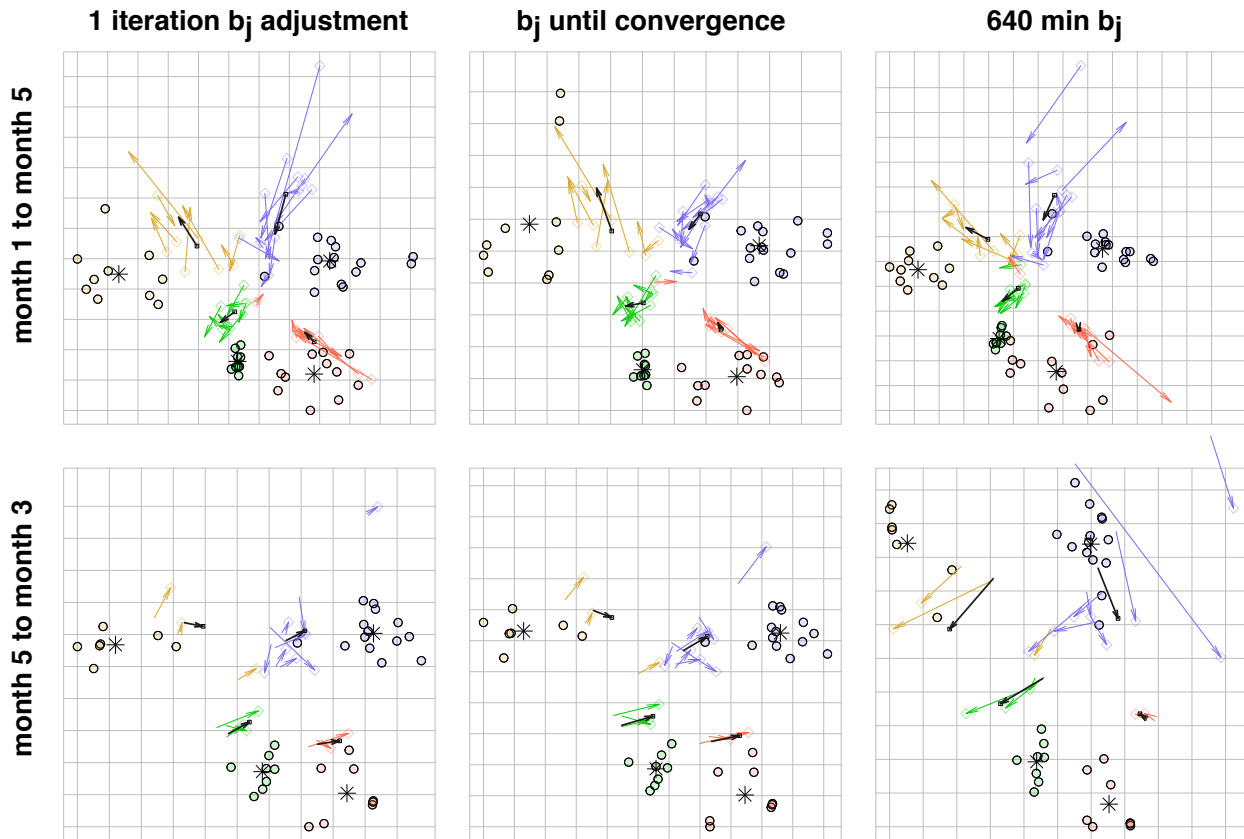 1 iteration bj adjustment
bj until convergence
640 min bj
month 1 to month 5
month 5 to month 3